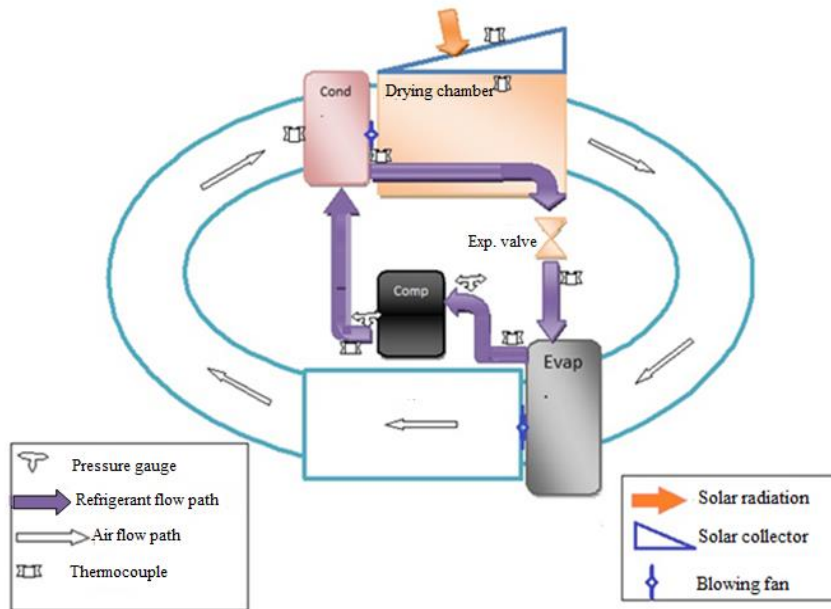 Cond
Drying chamber
Exp. valve
Comp
Evap
Pressure gauge
Refrigerant flow path
Air flow path
Thermocouple
Solar radiation
Solar collector
Blowing fan